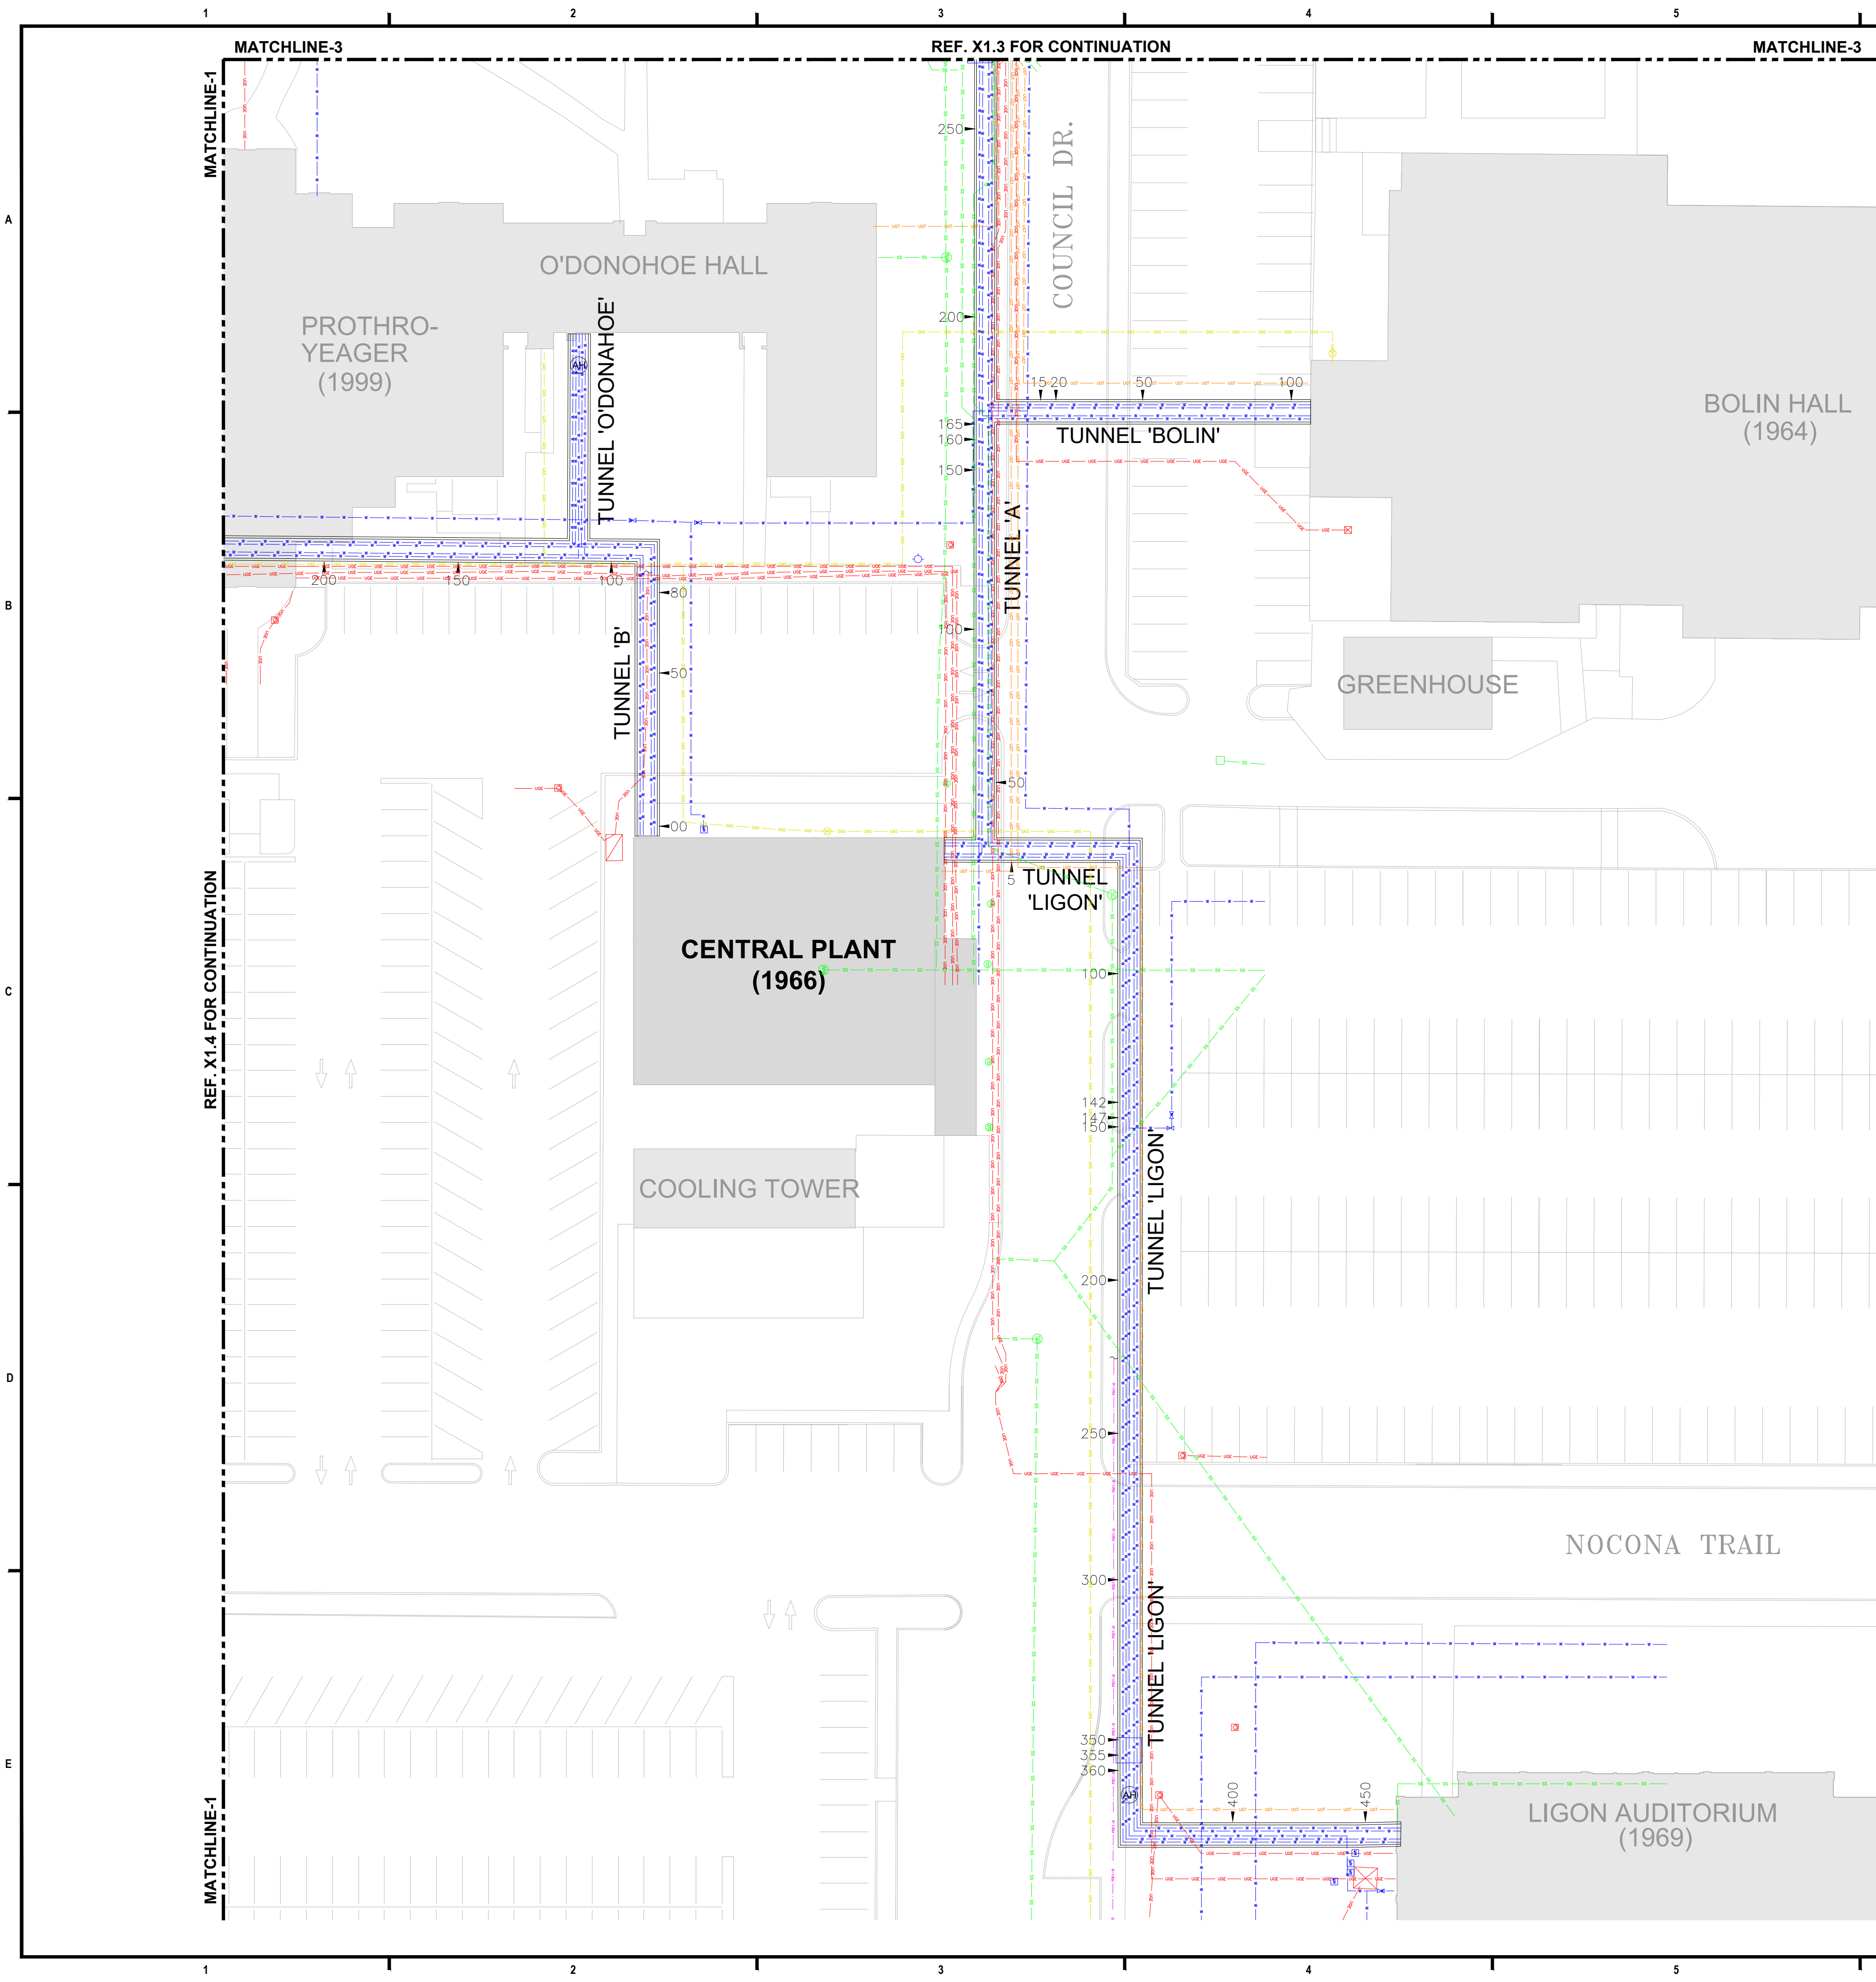 1 2 3 4 5
MATCHLINE-3 REF. X1.3 FOR CONTINUATION MATCHLINE-3
MATCHLINE-1
250
COUNCIL DR.
A
O'DONOHOE HALL
PROTHRO-
YEAGER
(1999)
200
TUNNEL 'O'DONAHOE'
AH
15 20 50 100
BOLIN HALL
(1964)
165
160
150
TUNNEL 'BOLIN'
TUNNEL 'A'
200 150 100
80
B
100
TUNNEL 'B'
50
GREENHOUSE
50
00
5
TUNNEL
'LIGON'
REF. X1.4 FOR CONTINUATION
CENTRAL PLANT
(1966)
100
C
142
147
150
TUNNEL 'LIGON'
COOLING TOWER
200
D
250
NOCONA TRAIL
300
TUNNEL 'LIGON'
350
355
360
E
AH
400 450
LIGON AUDITORIUM
(1969)
MATCHLINE-1
1 2 3 4 5